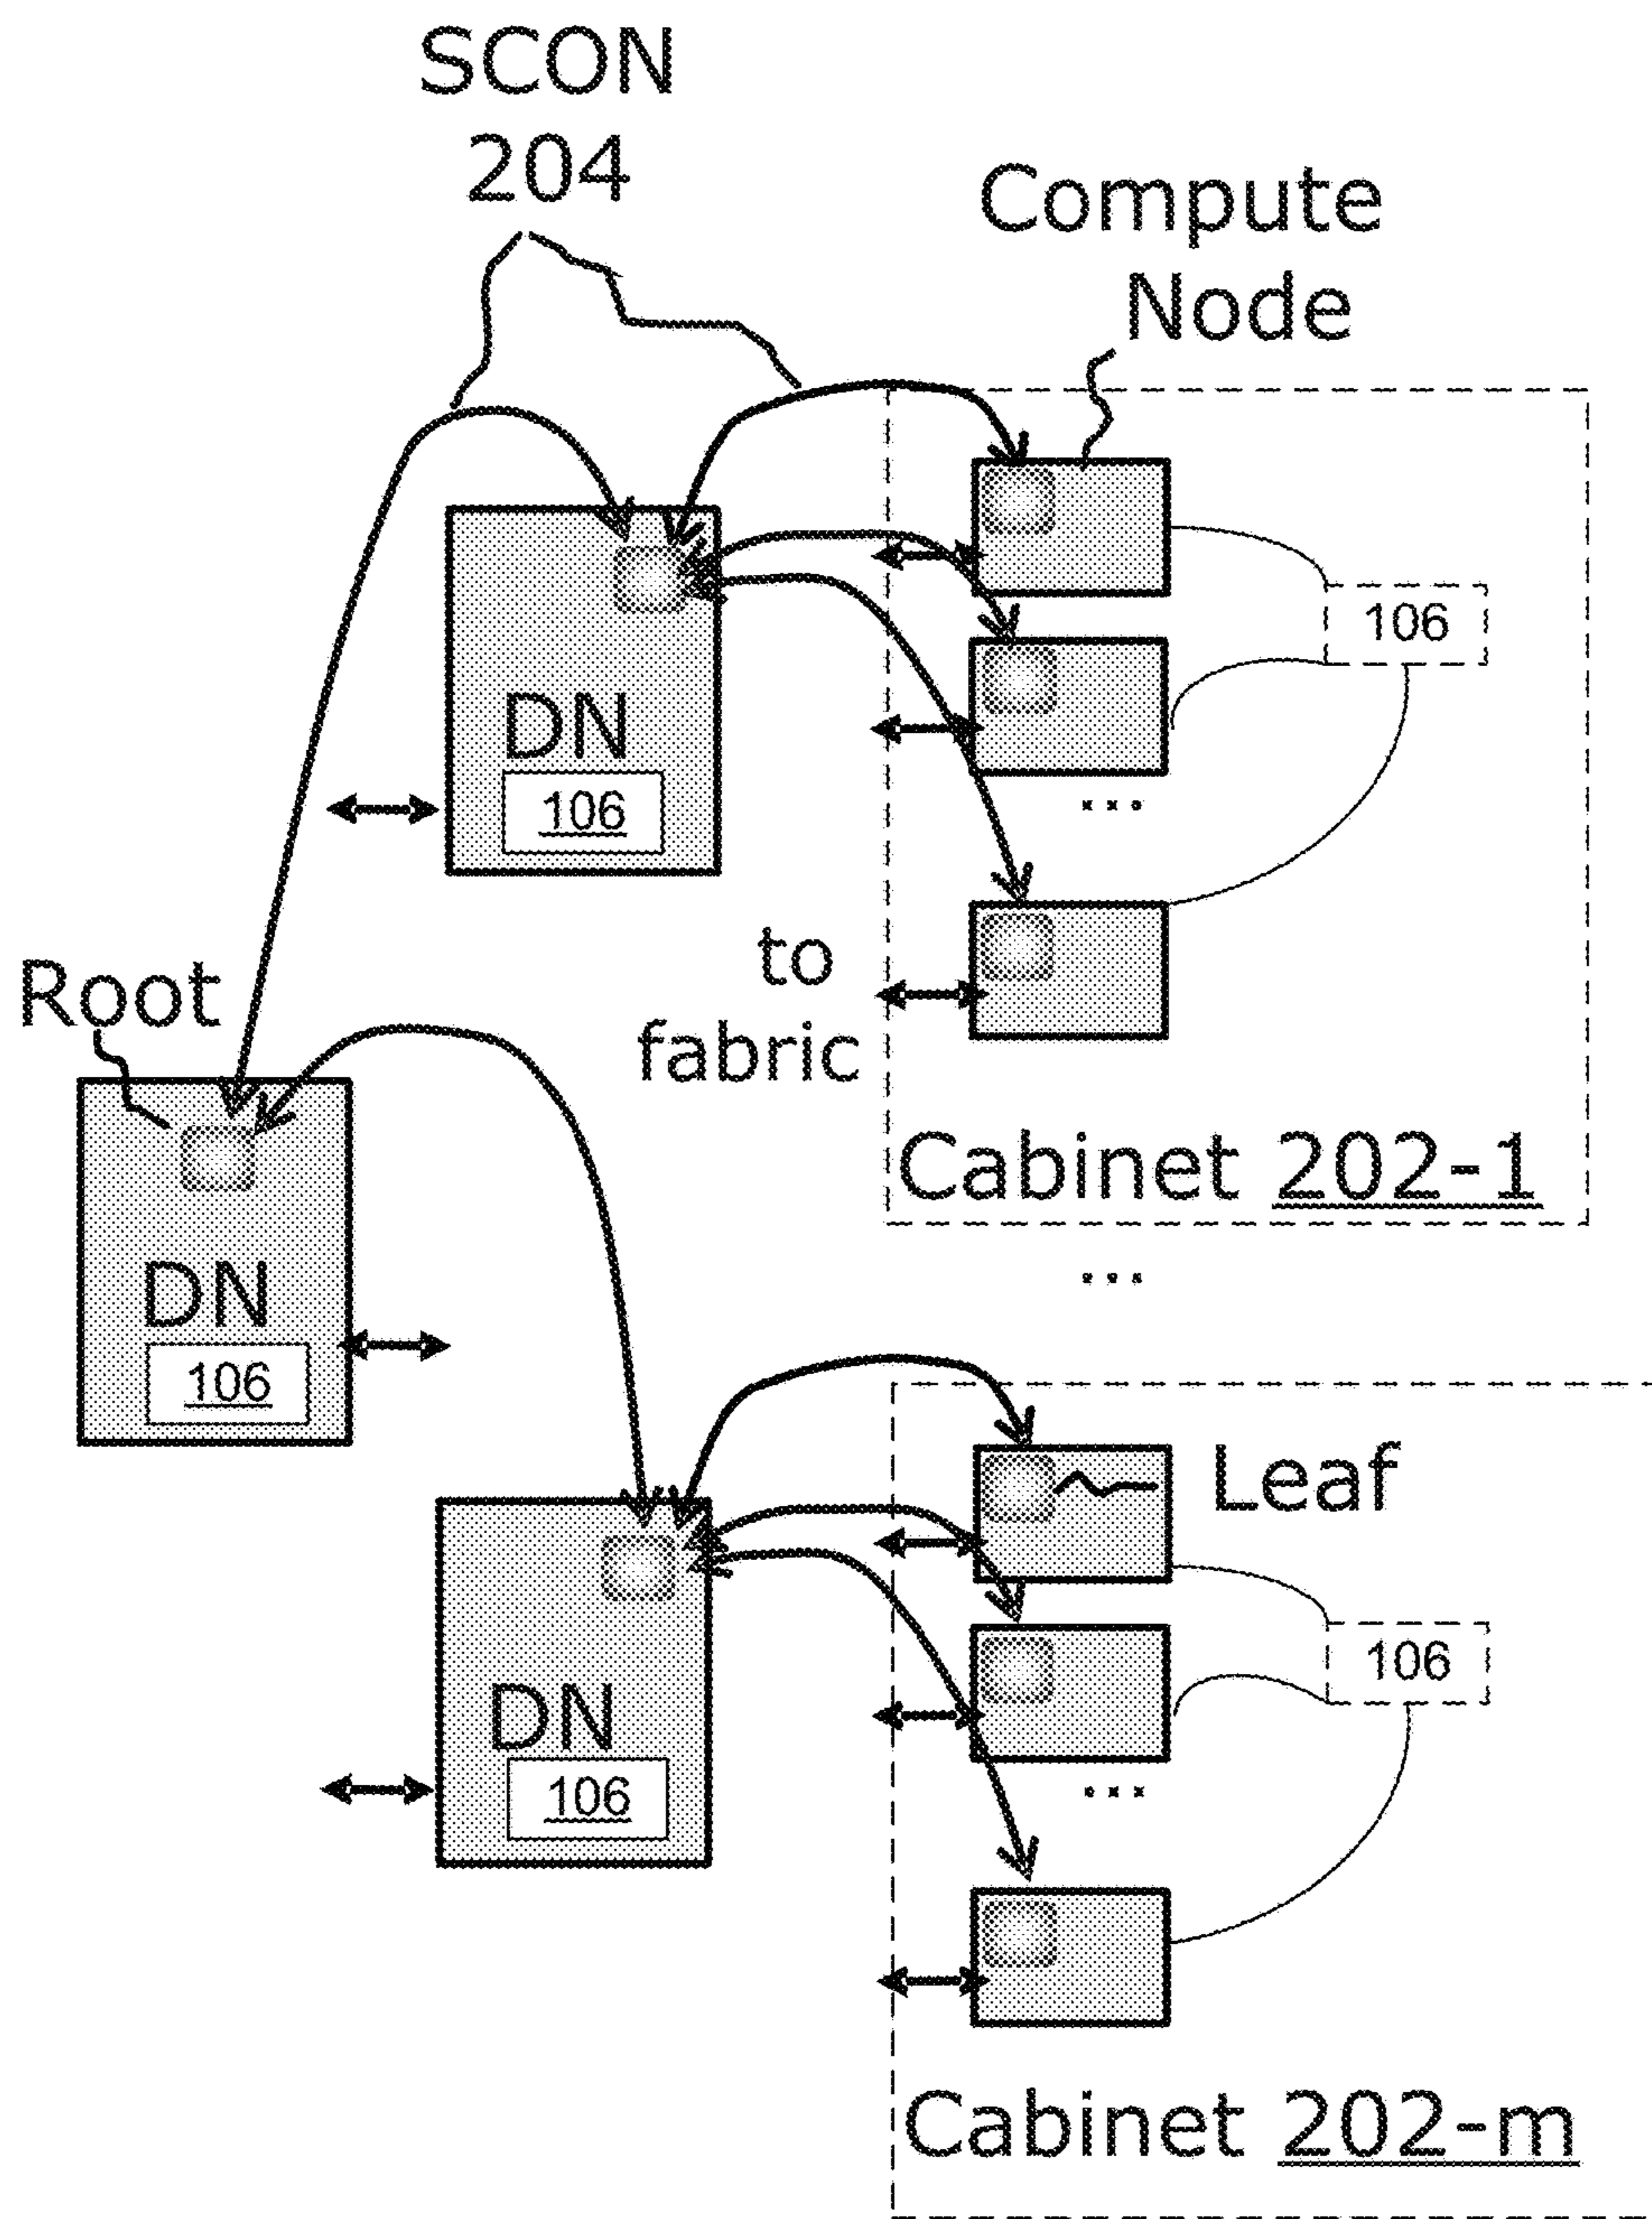 SCON
204
Compute
Node
DN
106
106
...
to
fabric
Root
Cabinet 202-1
...
DN
106
Leaf
DN
106
106
...
Cabinet 202-m